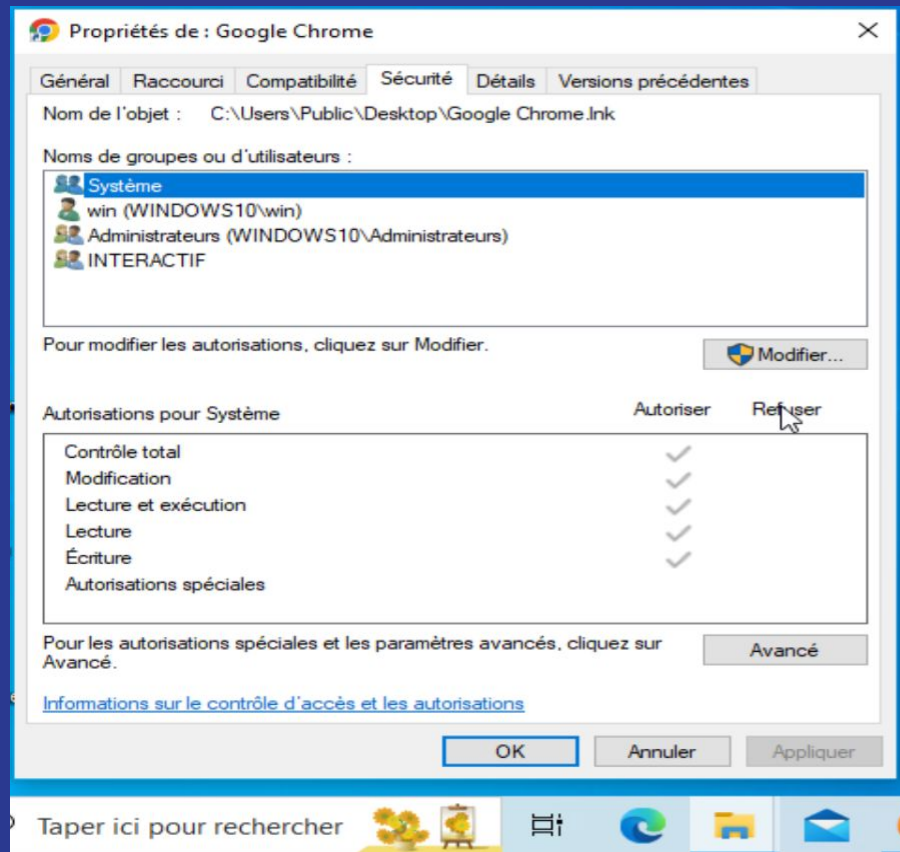 Propriétés de : Google Chrome
Général Raccourci Compatibilité Sécurité Détails Versions précédentes
Nom de l'objet : C:\Users\Public\Desktop\Google Chrome.lnk
Noms de groupes ou d'utilisateurs :
Système
win (WINDOWS10\win)
Administrateurs (WINDOWS10\Administrateurs)
INTERACTIF
Pour modifier les autorisations, cliquez sur Modifier.
Modifier...
Autorisations pour Système Autoriser Refuser
Contrôle total
Modification
Lecture et exécution
Lecture
Écriture
Autorisations spéciales
Pour les autorisations spéciales et les paramètres avancés, cliquez sur
Avancé.
Avancé
Informations sur le contrôle d'accès et les autorisations
OK Annuler Appliquer
Taper ici pour rechercher